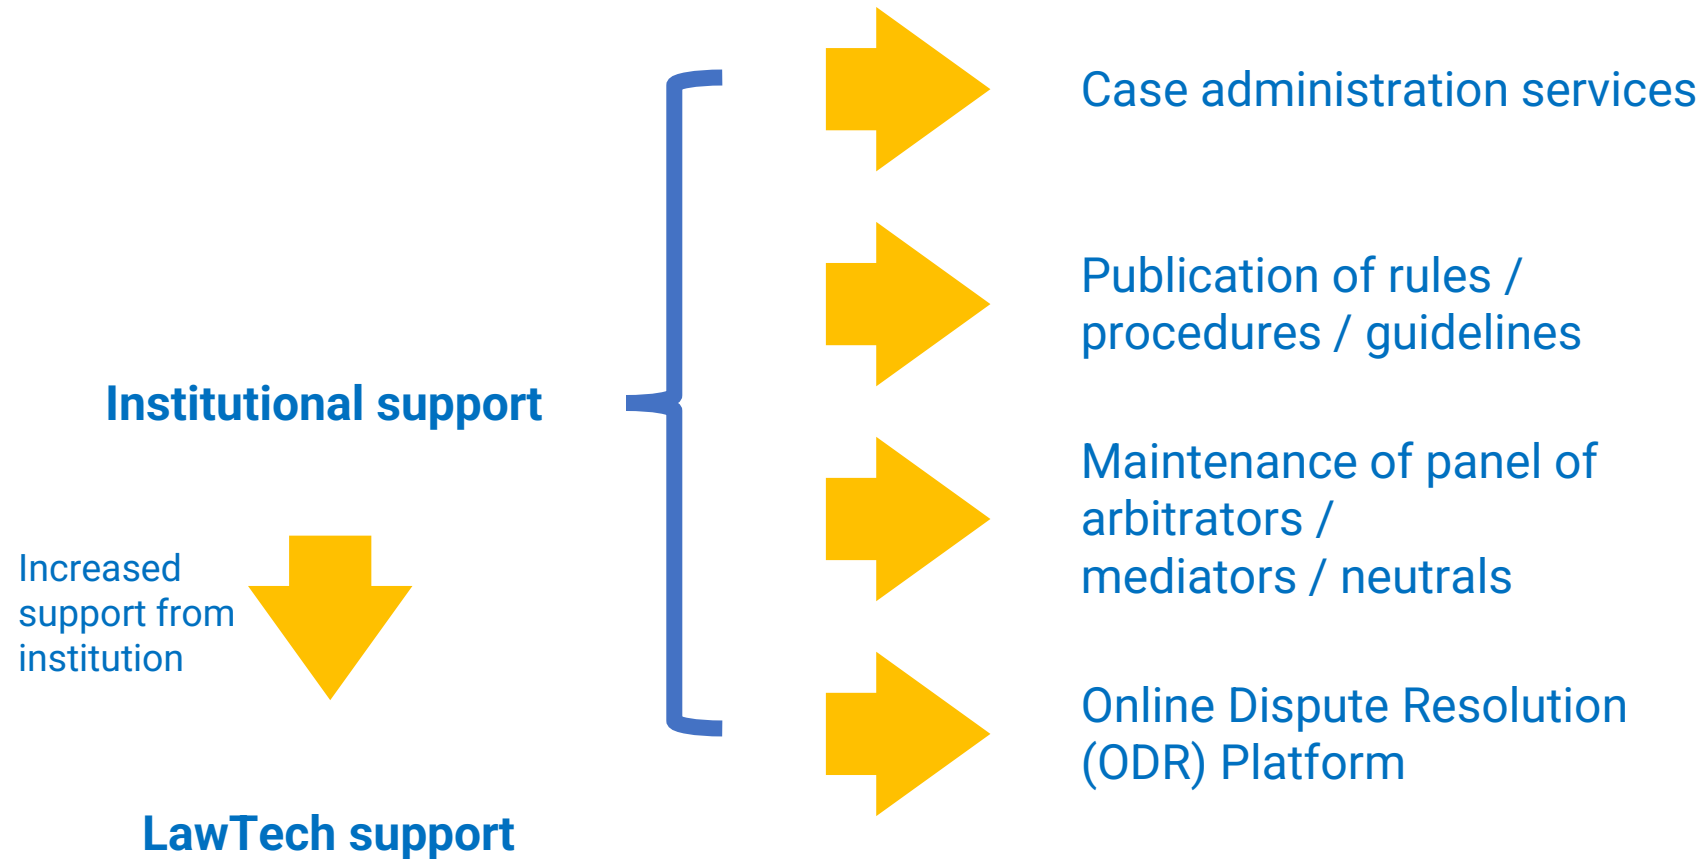 Case administration services
Publication of rules /
procedures / guidelines
Institutional support
Maintenance of panel of
arbitrators /
mediators / neutrals
Increased
support from
institution
Online Dispute Resolution
(ODR) Platform
LawTech support